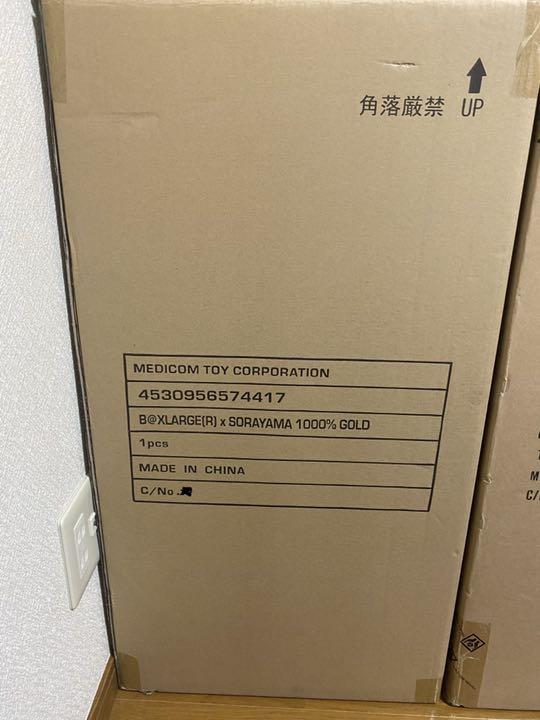 角落厳禁 UP
MEDICOM TOY CORPORATION
4530956574417
B@XLARGE(R) x SORAYAMA 1000% GOLD
1pcs
MADE IN CHINA
C/No.